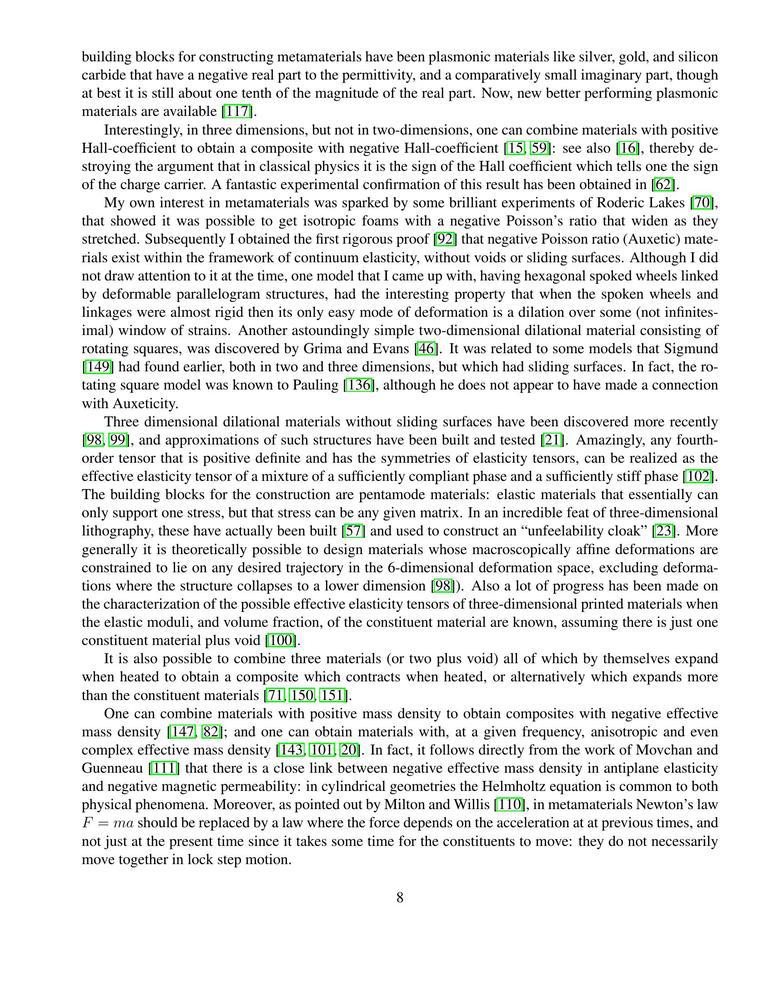 building blocks for constructing metamaterials have been plasmonic materials like silver, gold, and silicon
carbide that have a negative real part to the permittivity, and a comparatively small imaginary part, though
at best it is still about one tenth of the magnitude of the real part. Now, new better performing plasmonic
materials are available [117].
Interestingly, in three dimensions, but not in two-dimensions, one can combine materials with positive
Hall-coefficient to obtain a composite with negative Hall-coefficient [15, 59]: see also [16], thereby de-
stroying the argument that in classical physics it is the sign of the Hall coefficient which tells one the sign
of the charge carrier. A fantastic experimental confirmation of this result has been obtained in [62].
My own interest in metamaterials was sparked by some brilliant experiments of Roderic Lakes [70],
that showed it was possible to get isotropic foams with a negative Poisson's ratio that widen as they
stretched. Subsequently I obtained the first rigorous proof [92] that negative Poisson ratio (Auxetic) mate-
rials exist within the framework of continuum elasticity, without voids or sliding surfaces. Although I did
not draw attention to it at the time, one model that I came up with, having hexagonal spoked wheels linked
by deformable parallelogram structures, had the interesting property that when the spoken wheels and
linkages were almost rigid then its only easy mode of deformation is a dilation over some (not infinites-
imal) window of strains. Another astoundingly simple two-dimensional dilational material consisting of
rotating squares, was discovered by Grima and Evans [46]. It was related to some models that Sigmund
[149] had found earlier, both in two and three dimensions, but which had sliding surfaces. In fact, the ro-
tating square model was known to Pauling [136], although he does not appear to have made a connection
with Auxeticity.
Three dimensional dilational materials without sliding surfaces have been discovered more recently
[98, 99], and approximations of such structures have been built and tested [21]. Amazingly, any fourth-
order tensor that is positive definite and has the symmetries of elasticity tensors, can be realized as the
effective elasticity tensor of a mixture of a sufficiently compliant phase and a sufficiently stiff phase [102].
The building blocks for the construction are pentamode materials: elastic materials that essentially can
only support one stress, but that stress can be any given matrix. In an incredible feat of three-dimensional
lithography, these have actually been built [57] and used to construct an “unfeelability cloak” [23]. More
generally it is theoretically possible to design materials whose macroscopically affine deformations are
constrained to lie on any desired trajectory in the 6-dimensional deformation space, excluding deforma-
tions where the structure collapses to a lower dimension [98]). Also a lot of progress has been made on
the characterization of the possible effective elasticity tensors of three-dimensional printed materials when
the elastic moduli, and volume fraction, of the constituent material are known, assuming there is just one
constituent material plus void [100].
It is also possible to combine three materials (or two plus void) all of which by themselves expand
when heated to obtain a composite which contracts when heated, or alternatively which expands more
than the constituent materials [71, 150, 151].
One can combine materials with positive mass density to obtain composites with negative effective
mass density [147, 82]; and one can obtain materials with, at a given frequency, anisotropic and even
complex effective mass density [143, 101, 20]. In fact, it follows directly from the work of Movchan and
Guenneau [111] that there is a close link between negative effective mass density in antiplane elasticity
and negative magnetic permeability: in cylindrical geometries the Helmholtz equation is common to both
physical phenomena. Moreover, as pointed out by Milton and Willis [110], in metamaterials Newton's law
F = ma should be replaced by a law where the force depends on the acceleration at at previous times, and
not just at the present time since it takes some time for the constituents to move: they do not necessarily
move together in lock step motion.
8